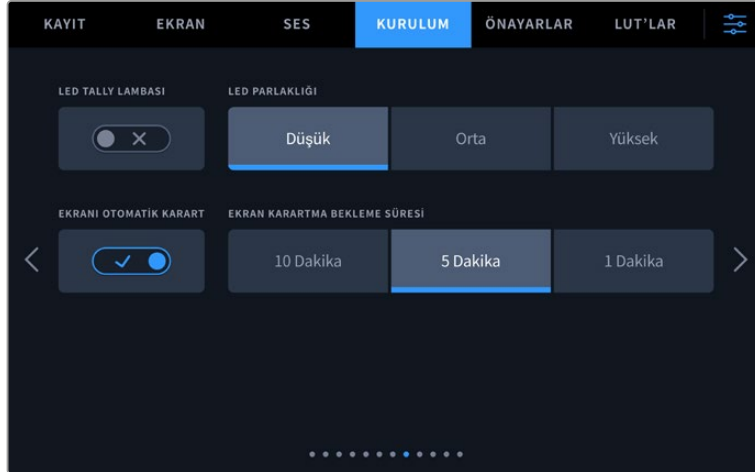 KAYIT EKRAN SES KURULUM ÖNAYARLAR LUT'LAR
LED TALLY LAMBASI LED PARLAKLIĞI
Düşük Orta Yüksek
EKRANI OTOMATİK KARART EKRAN KARARTMA BEKLEME SÜRESİ
10 Dakika 5 Dakika 1 Dakika